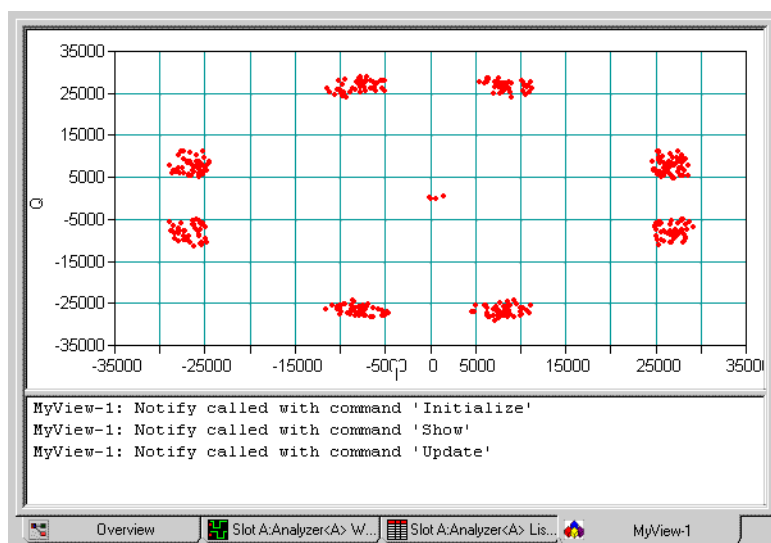 35000
25000
15000
5000
-5000
-15000
-25000
-35000
Q
-35000 -25000 -15000 -5000 0 5000 15000 25000 3500
I
MyView-1: Notify called with command 'Initialize'
MyView-1: Notify called with command 'Show'
MyView-1: Notify called with command 'Update'
Overview Slot A:Analyzer<A> W... Slot A:Analyzer<A> Lis... MyView-1